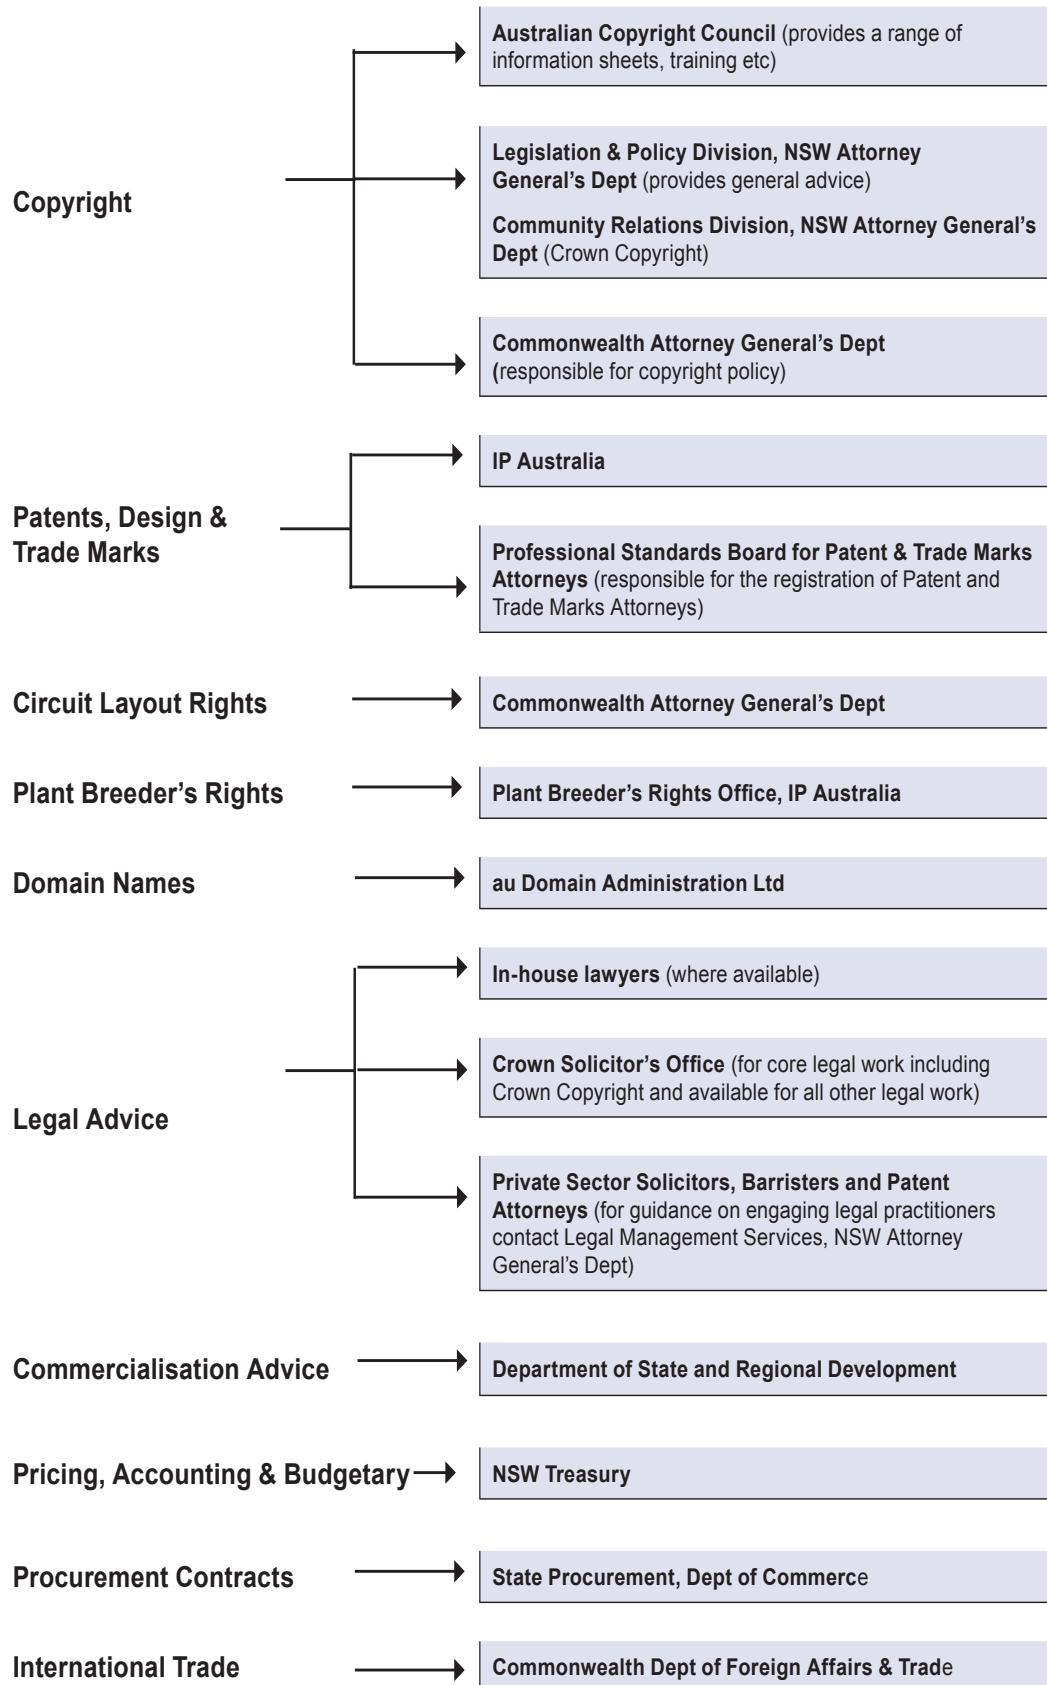 Copyright
Australian Copyright Council (provides a range of
information sheets, training etc)
Legislation & Policy Division, NSW Attorney
General's Dept (provides general advice)
Community Relations Division, NSW Attorney General's
Dept (Crown Copyright)
Commonwealth Attorney General's Dept
(responsible for copyright policy)
Patents, Design &
Trade Marks
IP Australia
Professional Standards Board for Patent & Trade Marks
Attorneys (responsible for the registration of Patent and
Trade Marks Attorneys)
Circuit Layout Rights
Commonwealth Attorney General's Dept
Plant Breeder's Rights
Plant Breeder's Rights Office, IP Australia
Domain Names
au Domain Administration Ltd
Legal Advice
In-house lawyers (where available)
Crown Solicitor's Office (for core legal work including
Crown Copyright and available for all other legal work)
Private Sector Solicitors, Barristers and Patent
Attorneys (for guidance on engaging legal practitioners
contact Legal Management Services, NSW Attorney
General's Dept)
Commercialisation Advice
Department of State and Regional Development
Pricing, Accounting & Budgetary
NSW Treasury
Procurement Contracts
State Procurement, Dept of Commerce
International Trade
Commonwealth Dept of Foreign Affairs & Trade